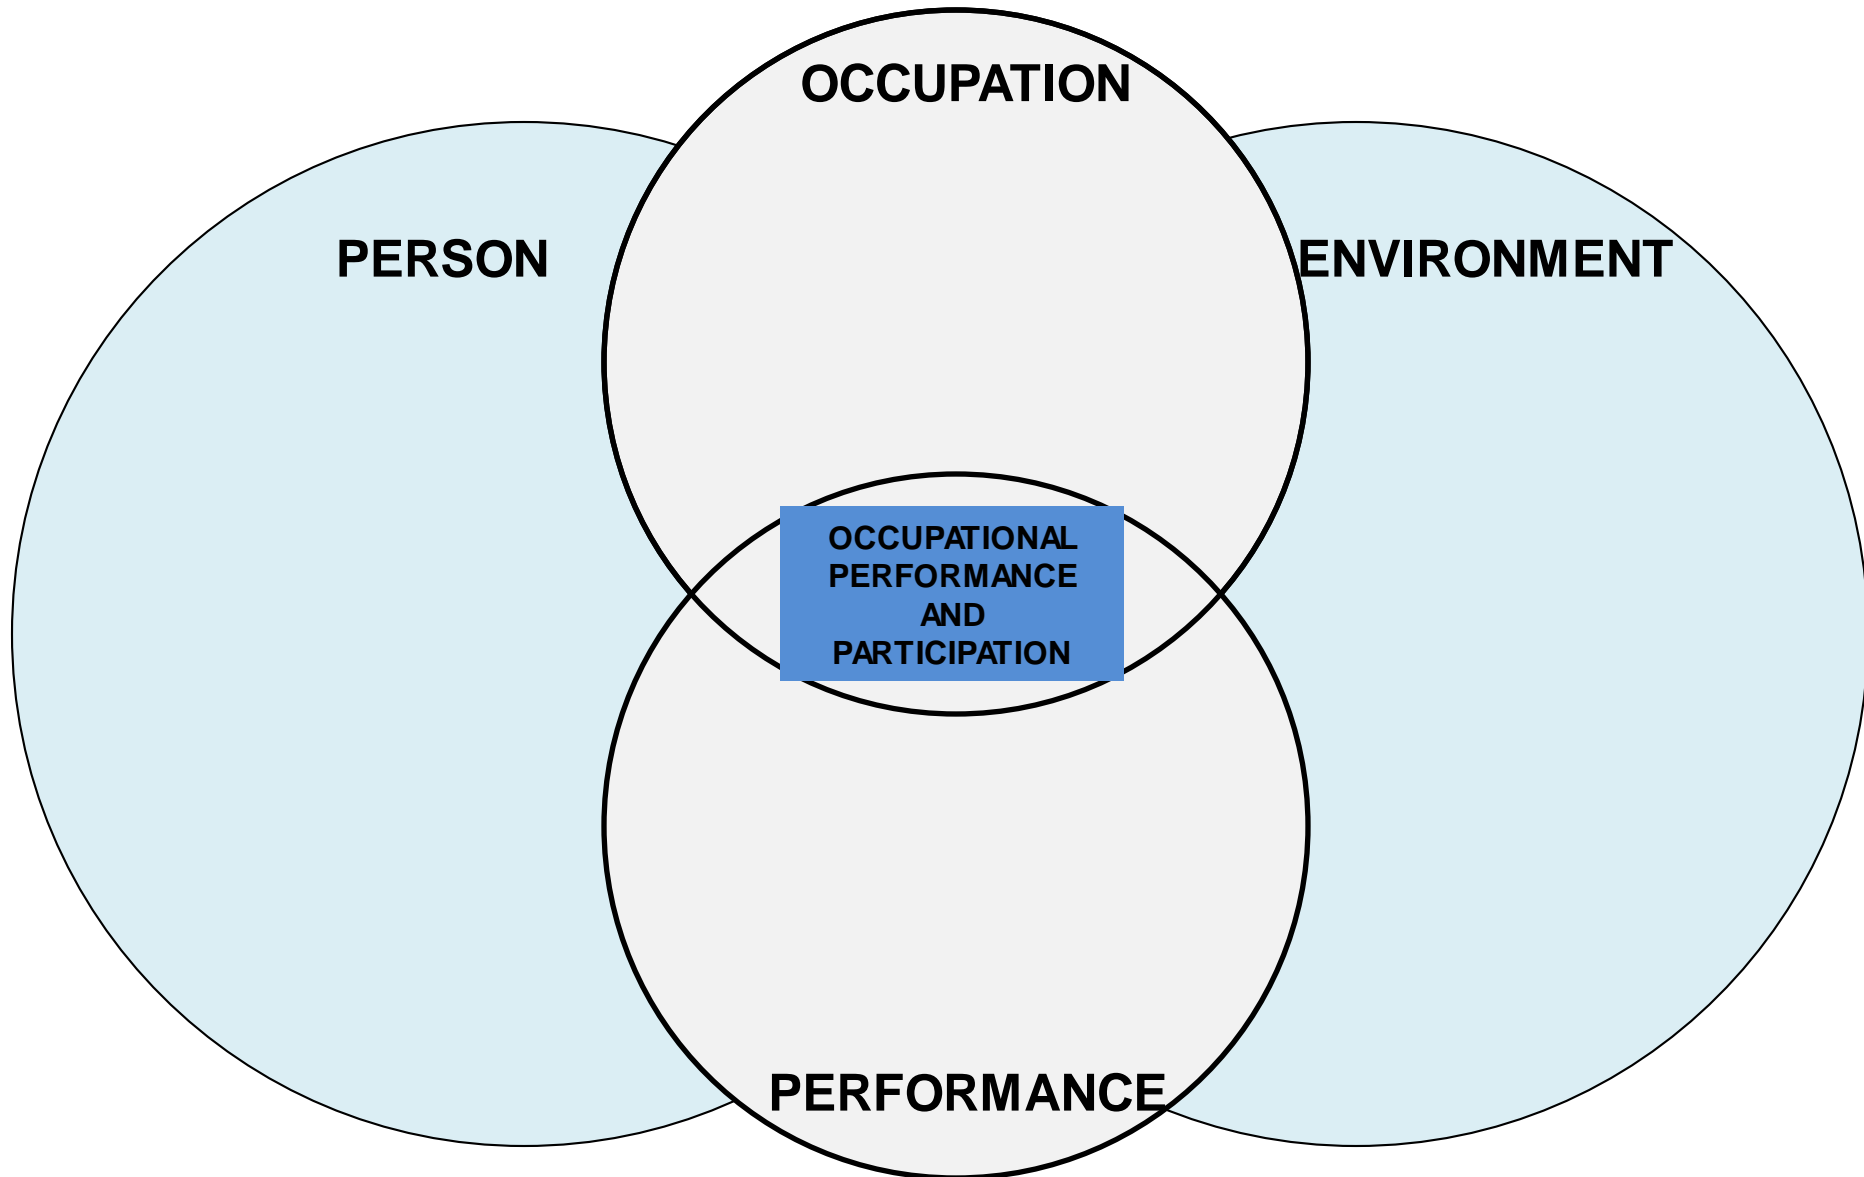 OCCUPATION
PERSON
ENVIRONMENT
OCCUPATIONAL
PERFORMANCE
AND
PARTICIPATION
PERFORMANCE